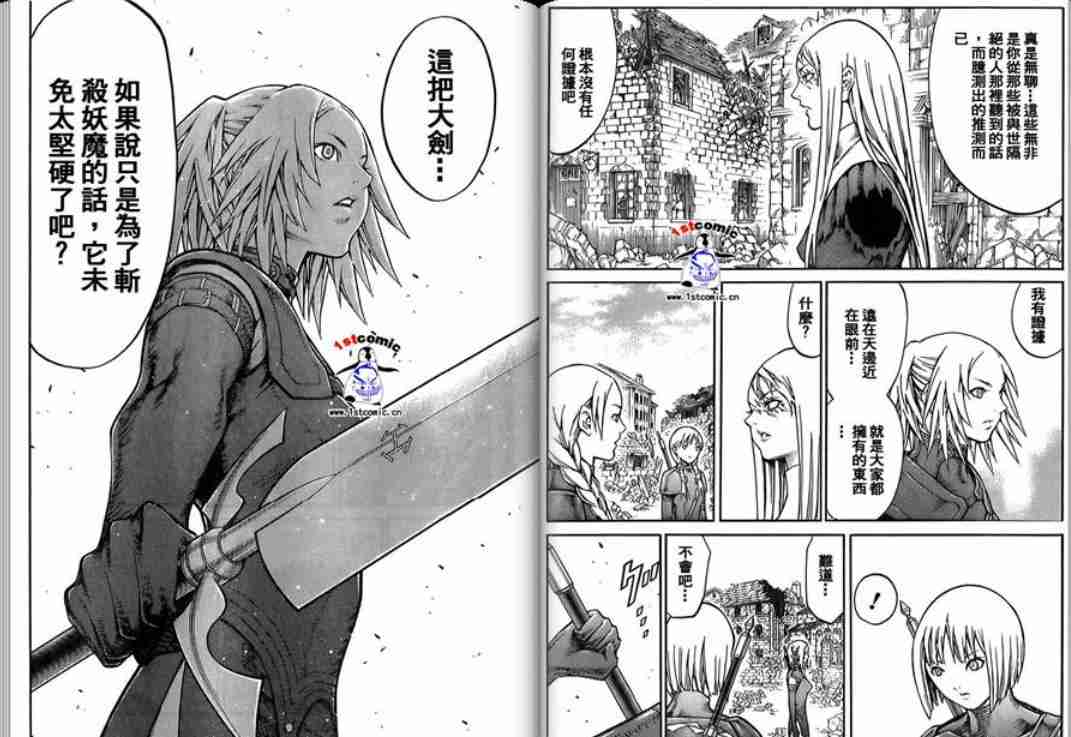 真是無聊…這些無非
是你從那些被與世隔
絕的人那裡聽到的話
，而臆測出的推測而
已
根本沒有任
何證據吧
1stcomic
www.1stcomic.cn
我有證據
遠在天邊近
在眼前…
就是大家都
擁有的東西
…
什麼？
！
難道…
不會吧…
這把大劍…
如果說只是為了斬
殺妖魔的話，它未
免太堅硬了吧？
1stcomic
www.1stcomic.cn